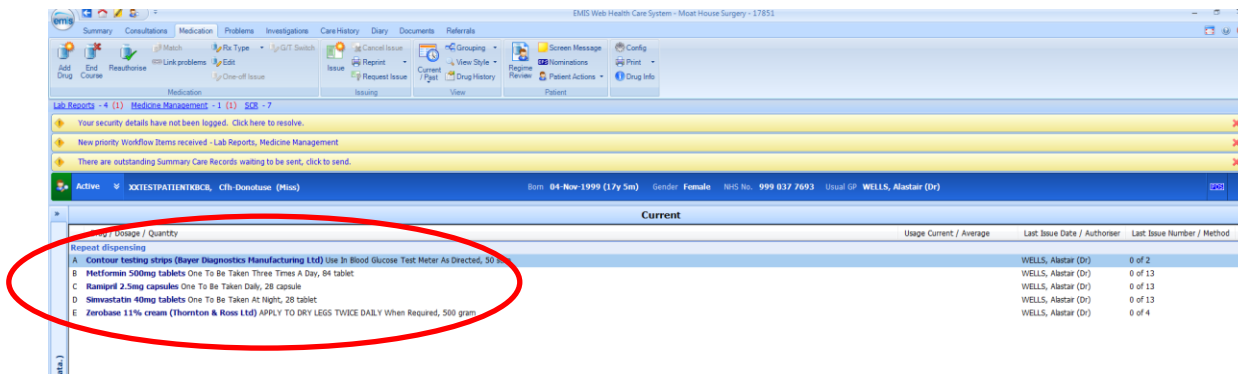 EMIS Web Health Care System - Moat House Surgery - 17851
Summary Consultations Medication Problems Investigations Care History Diary Documents Referrals
Add Drug
End Course
Reauthorise
Match
Link problems
Rx Type
Edit
One-off Issue
G/T Switch
Medication
Issue
Cancel Issue
Reprint
Request Issue
Issuing
Current / Past
Grouping
View Style
Drug History
View
Regime Review
Screen Message
Nominations
Patient Actions
Patient
Config
Print
Drug Info
Lab Reports - 4 (1) Medicine Management - 1 (1) SCR - 7
Your security details have not been logged. Click here to resolve.
New priority Workflow Items received - Lab Reports, Medicine Management
There are outstanding Summary Care Records waiting to be sent, click to send.
Active XXTESTPATIENTKBCB, Cfh-Donotuse (Miss) Born 04-Nov-1999 (17y 5m) Gender Female NHS No. 999 037 7693 Usual GP WELLS, Alastair (Dr)
Current
/ Dosage / Quantity Usage Current / Average Last Issue Date / Authoriser Last Issue Number / Method
Repeat dispensing
A Contour testing strips (Bayer Diagnostics Manufacturing Ltd) Use In Blood Glucose Test Meter As Directed, 50 WELLS, Alastair (Dr) 0 of 2
B Metformin 500mg tablets One To Be Taken Three Times A Day, 84 tablet WELLS, Alastair (Dr) 0 of 13
C Ramipril 2.5mg capsules One To Be Taken Daily, 28 capsule WELLS, Alastair (Dr) 0 of 13
D Simvastatin 40mg tablets One To Be Taken At Night, 28 tablet WELLS, Alastair (Dr) 0 of 13
E Zerobase 11% cream (Thornton & Ross Ltd) APPLY TO DRY LEGS TWICE DAILY When Required, 500 gram WELLS, Alastair (Dr) 0 of 4